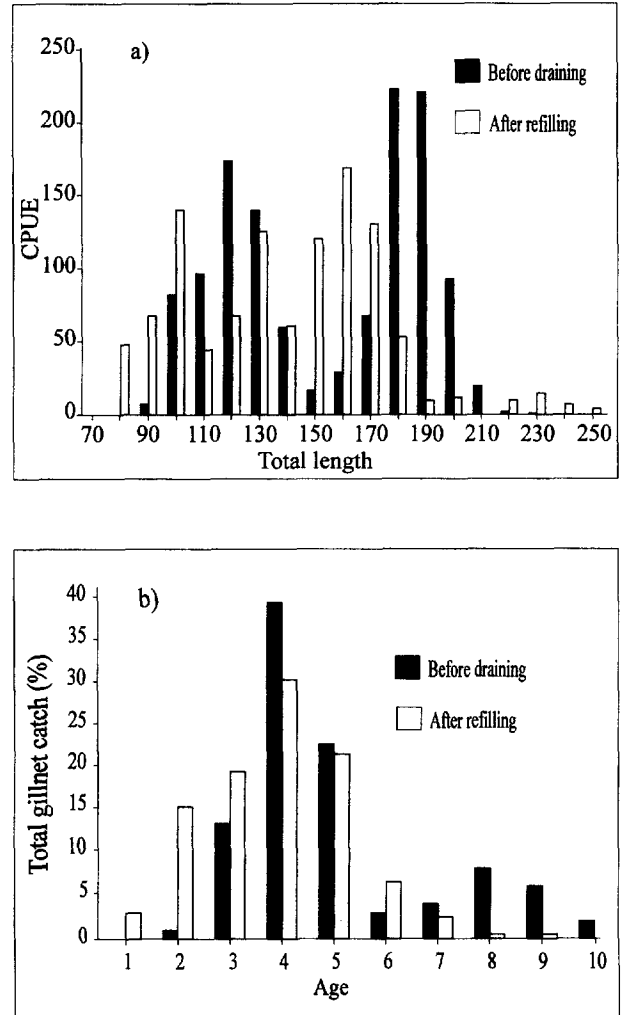 a)
250
200
150
100
50
0
CPUE
Before draining
After refilling
70 90 110 130 150 170 190 210 230 250
Total length
b)
40
35
30
25
20
15
10
5
0
Total gillnet catch (%)
Before draining
After refilling
1 2 3 4 5 6 7 8 9 10
Age